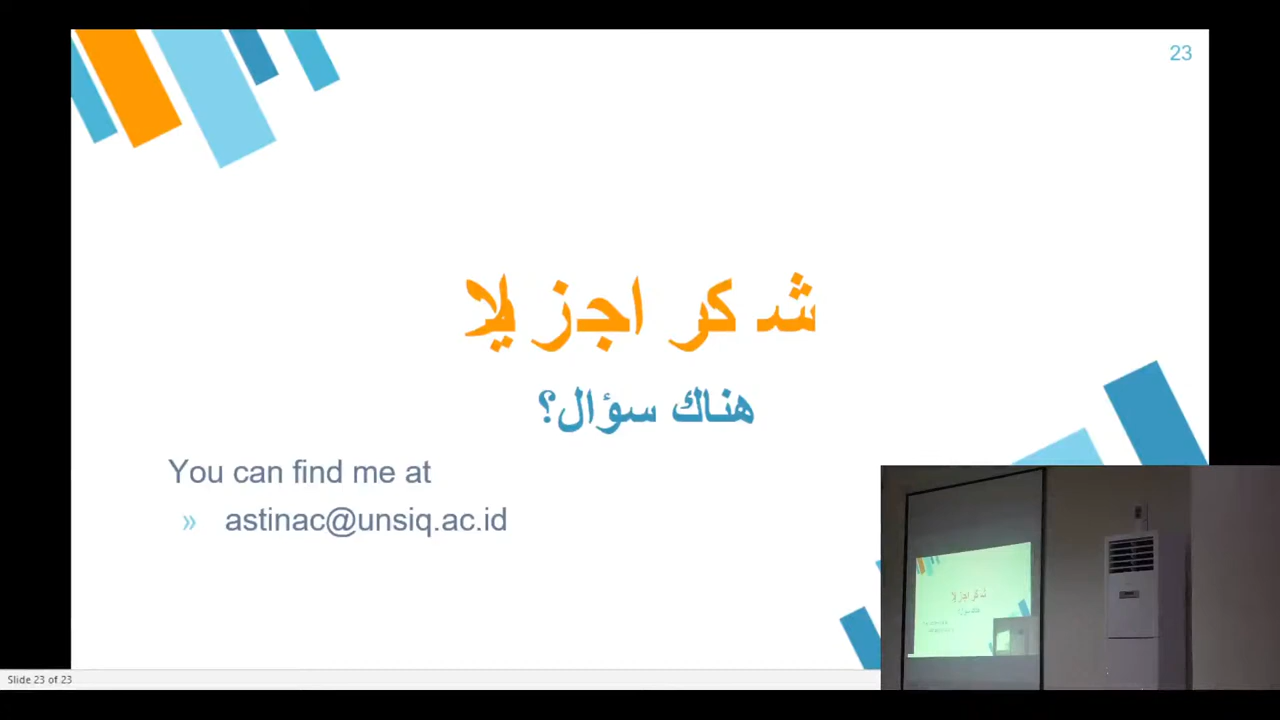 23
شكرا جزيلا
هناك سؤال؟
You can find me at
» astinac@unsiq.ac.id
Slide 23 of 23